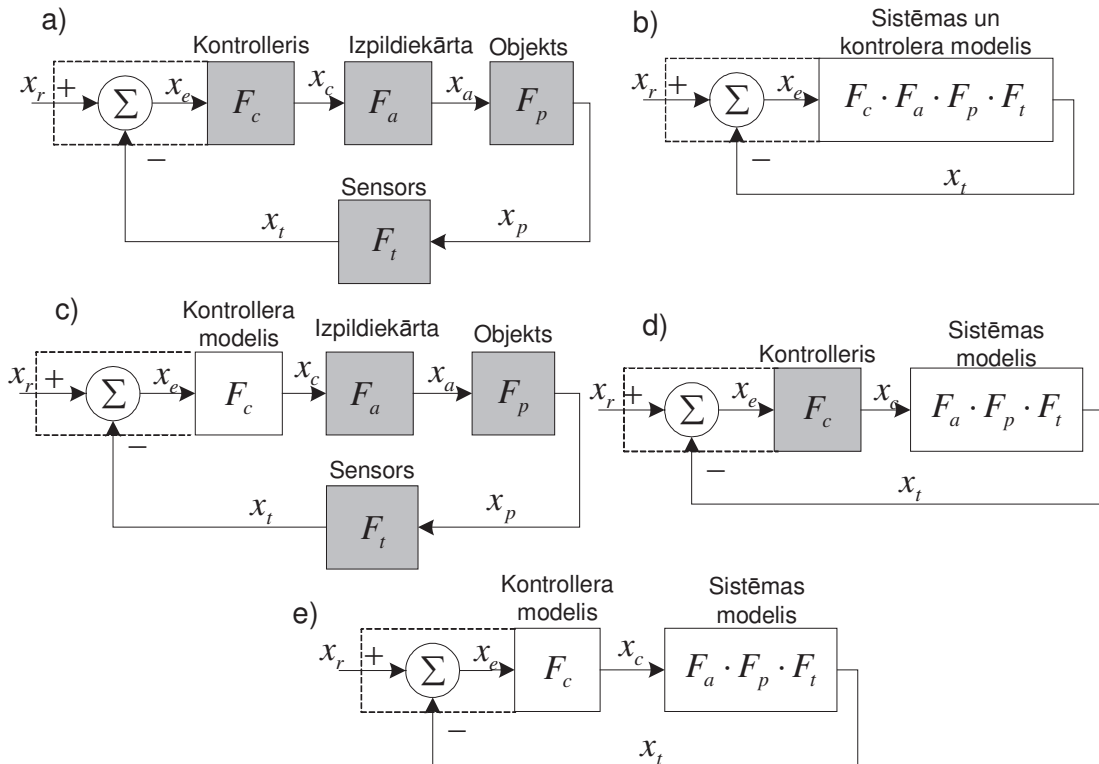 a)
Kontrolleris
Izpildiekārta
Objekts
x_r
+
Σ
x_e
F_c
x_c
F_a
x_a
F_p
−
Sensors
x_t
F_t
x_p
b)
Sistēmas un
kontrolera modelis
x_r
+
Σ
x_e
F_c · F_a · F_p · F_t
−
x_t
c)
Kontrollera
modelis
Izpildiekārta
Objekts
x_r
+
Σ
x_e
F_c
x_c
F_a
x_a
F_p
−
Sensors
x_t
F_t
x_p
d)
Kontrolleris
Sistēmas
modelis
x_r
+
Σ
x_e
F_c
x_c
F_a · F_p · F_t
−
x_t
e)
Kontrollera
modelis
Sistēmas
modelis
x_r
+
Σ
x_e
F_c
x_c
F_a · F_p · F_t
−
x_t